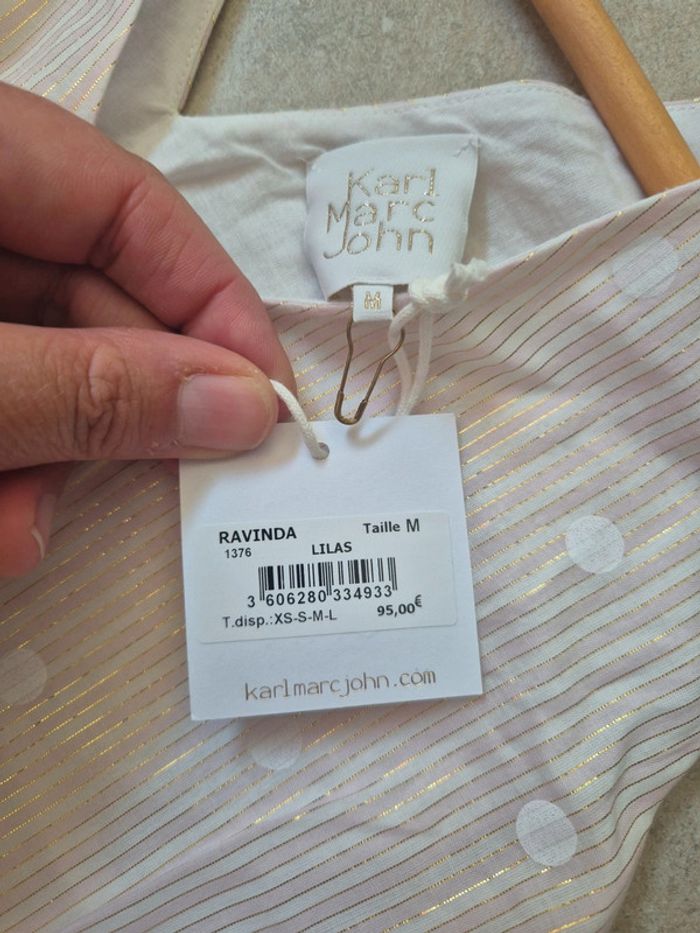 Karl
Marc
John
M
RAVINDA Taille M
1376 LILAS
3 606280 334933
T.disp.:XS-S-M-L 95,00€
karlmarcjohn.com